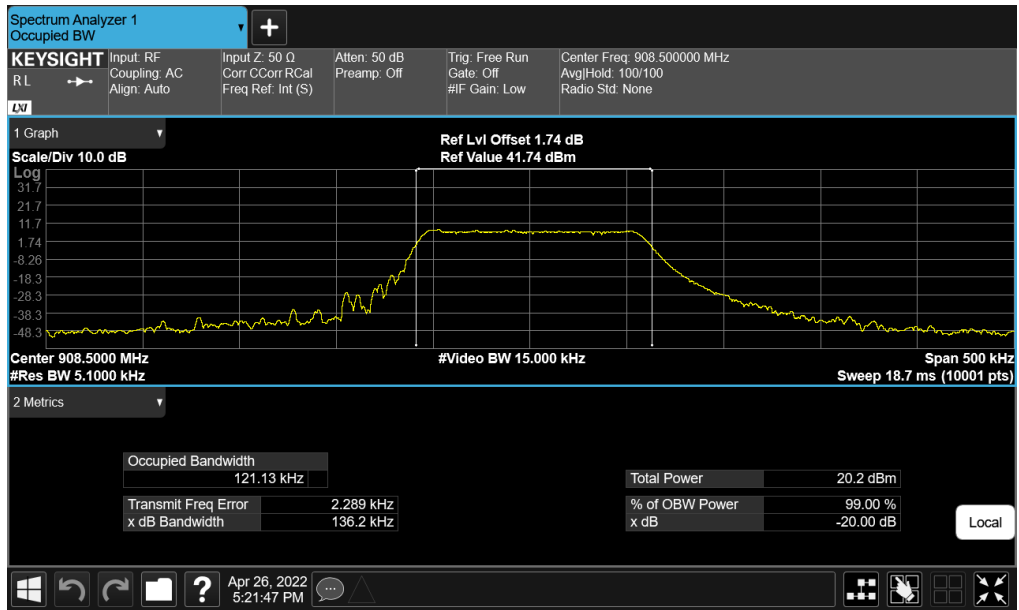 Spectrum Analyzer 1
Occupied BW
+
KEYSIGHT
R L
LXI
Input: RF
Coupling: AC
Align: Auto
Input Z: 50 Ω
Corr CCorr RCal
Freq Ref: Int (S)
Atten: 50 dB
Preamp: Off
Trig: Free Run
Gate: Off
#IF Gain: Low
Center Freq: 908.500000 MHz
Avg|Hold: 100/100
Radio Std: None
1 Graph
Scale/Div 10.0 dB
Ref Lvl Offset 1.74 dB
Ref Value 41.74 dBm
Log
31.7
21.7
11.7
1.74
-8.26
-18.3
-28.3
-38.3
-48.3
Center 908.5000 MHz
#Video BW 15.000 kHz
Span 500 kHz
#Res BW 5.1000 kHz
Sweep 18.7 ms (10001 pts)
2 Metrics
Occupied Bandwidth
121.13 kHz
Total Power 20.2 dBm
Transmit Freq Error 2.289 kHz
% of OBW Power 99.00 %
x dB Bandwidth 136.2 kHz
x dB -20.00 dB
Local
?
Apr 26, 2022
5:21:47 PM